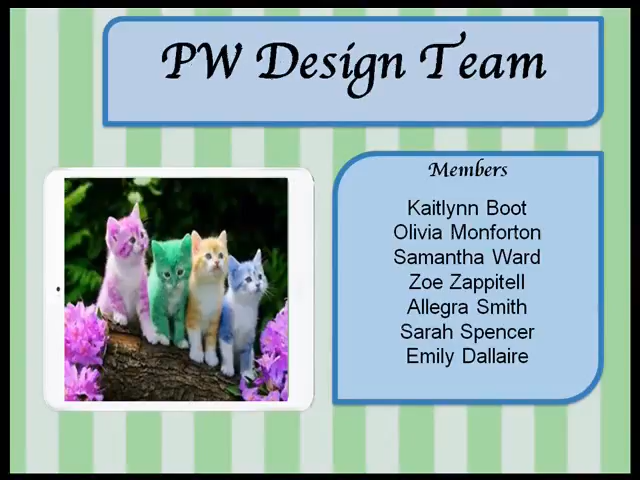 PW Design Team
Members
Kaitlynn Boot
Olivia Monforton
Samantha Ward
Zoe Zappitell
Allegra Smith
Sarah Spencer
Emily Dallaire